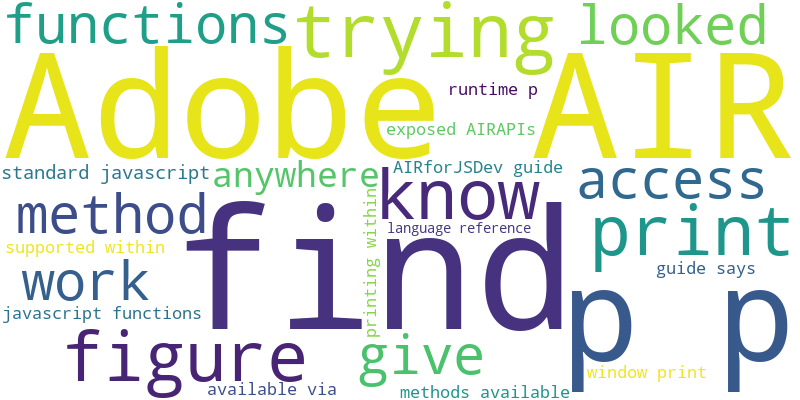 functions
trying
looked
Adobe AIR
runtime p
exposed AIRAPIs
standard javascript
anywhere
AIRforJSDev guide
access
know
method
find
print
language reference
printing within
supported within
guide says
work
p p
javascript functions
figure
give
window print
available via
methods available